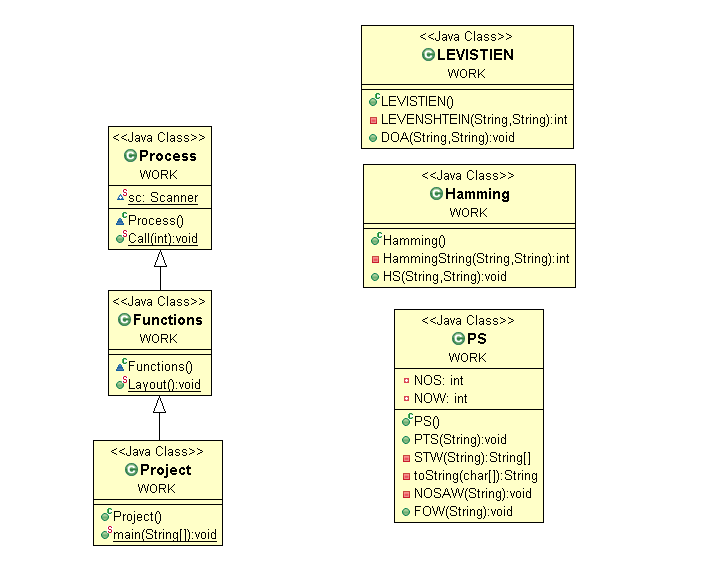 <<Java Class>>
Process
WORK
sc: Scanner
Process()
Call(int):void
<<Java Class>>
Functions
WORK
Functions()
Layout():void
<<Java Class>>
Project
WORK
Project()
main(String[]):void
<<Java Class>>
LEVISTIEN
WORK
LEVISTIEN()
LEVENSHTEIN(String,String):int
DOA(String,String):void
<<Java Class>>
Hamming
WORK
Hamming()
HammingString(String,String):int
HS(String,String):void
<<Java Class>>
PS
WORK
NOS: int
NOW: int
PS()
PTS(String):void
STW(String):String[]
toString(char[]):String
NOSAW(String):void
FOW(String):void